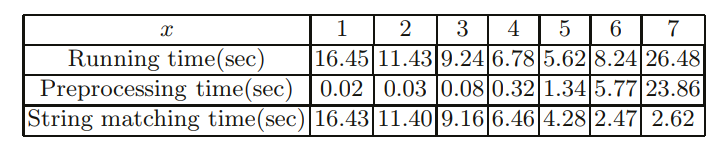 x 1 2 3 4 5 6 7
Running time(sec) 16.45 11.43 9.24 6.78 5.62 8.24 26.48
Preprocessing time(sec) 0.02 0.03 0.08 0.32 1.34 5.77 23.86
String matching time(sec) 16.43 11.40 9.16 6.46 4.28 2.47 2.62